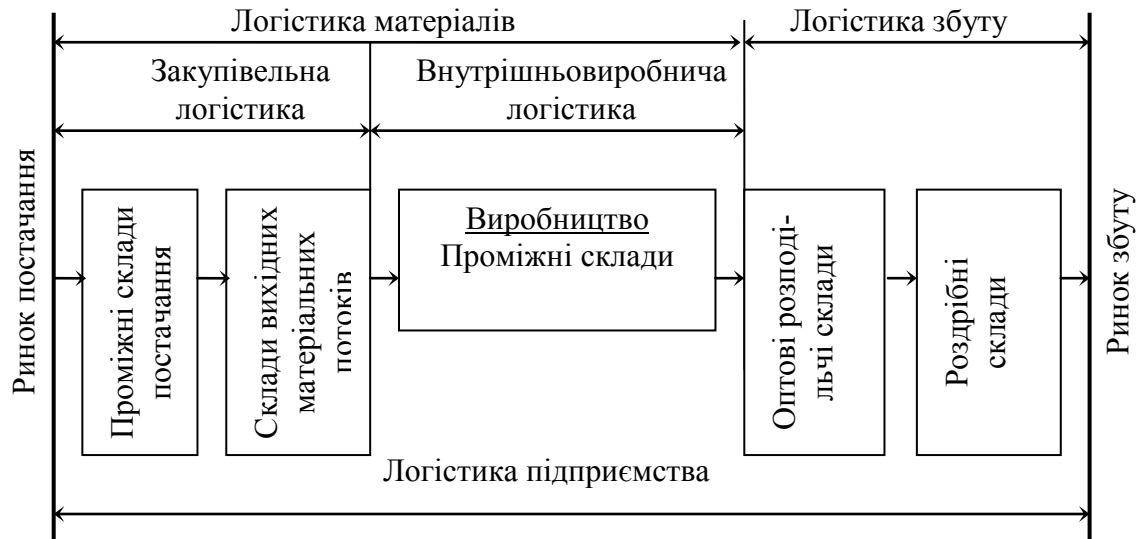 Логістика матеріалів
Логістика збуту
Закупівельна
логістика
Внутрішньовиробнича
логістика
Ринок постачання
Проміжні склади
постачання
Склади вихідних
матеріальних
потоків
Виробництво
Проміжні склади
Оптові розподі-
льчі склади
Роздрібні
склади
Ринок збуту
Логістика підприємства